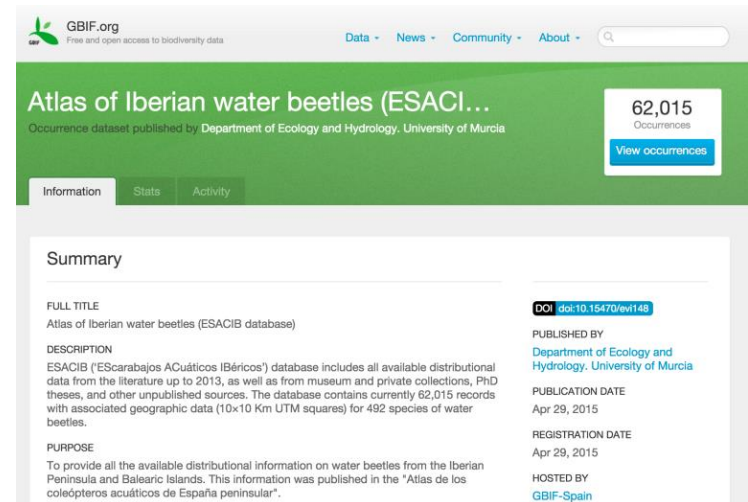 GBIF.org
GBIF
Free and open access to biodiversity data
Data
News
Community
About
Atlas of Iberian water beetles (ESACI...
Occurrence dataset published by Department of Ecology and Hydrology. University of Murcia
62,015
Occurrences
View occurrences
Information
Stats
Activity
Summary
FULL TITLE
Atlas of Iberian water beetles (ESACIB database)
DESCRIPTION
ESACIB ('EScarabajos ACuáticos IBéricos') database includes all available distributional
data from the literature up to 2013, as well as from museum and private collections, PhD
theses, and other unpublished sources. The database contains currently 62,015 records
with associated geographic data (10×10 Km UTM squares) for 492 species of water
beetles.
PURPOSE
To provide all the available distributional information on water beetles from the Iberian
Peninsula and Balearic Islands. This information was published in the "Atlas de los
coleópteros acuáticos de España peninsular".
DOI doi:10.15470/evi148
PUBLISHED BY
Department of Ecology and
Hydrology. University of Murcia
PUBLICATION DATE
Apr 29, 2015
REGISTRATION DATE
Apr 29, 2015
HOSTED BY
GBIF-Spain